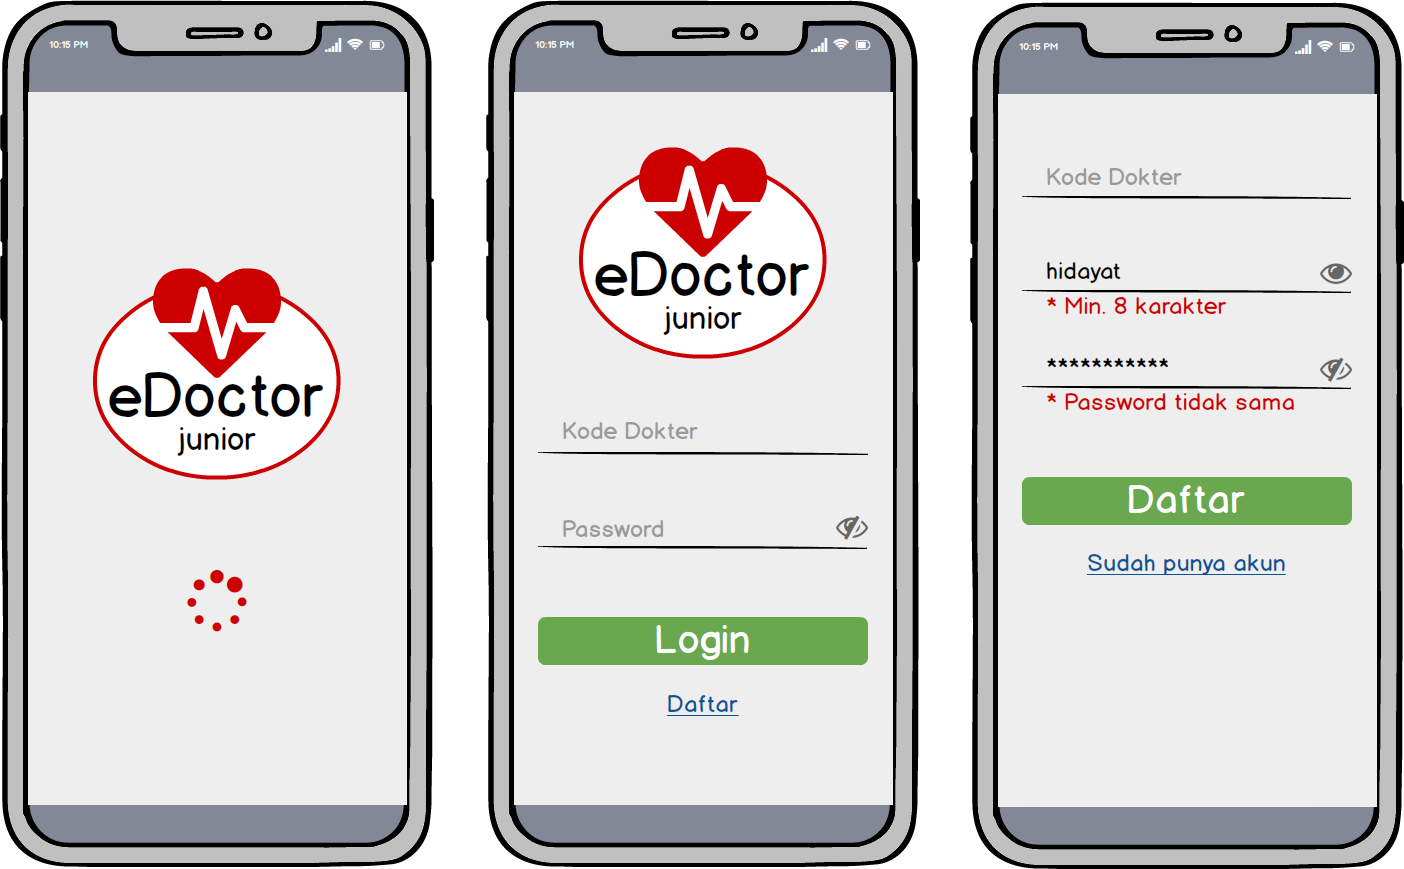 10:15 PM
eDoctor
junior
10:15 PM
eDoctor
junior
Kode Dokter
Password
Login
Daftar
10:15 PM
Kode Dokter
hidayat
* Min. 8 karakter
***********
* Password tidak sama
Daftar
Sudah punya akun